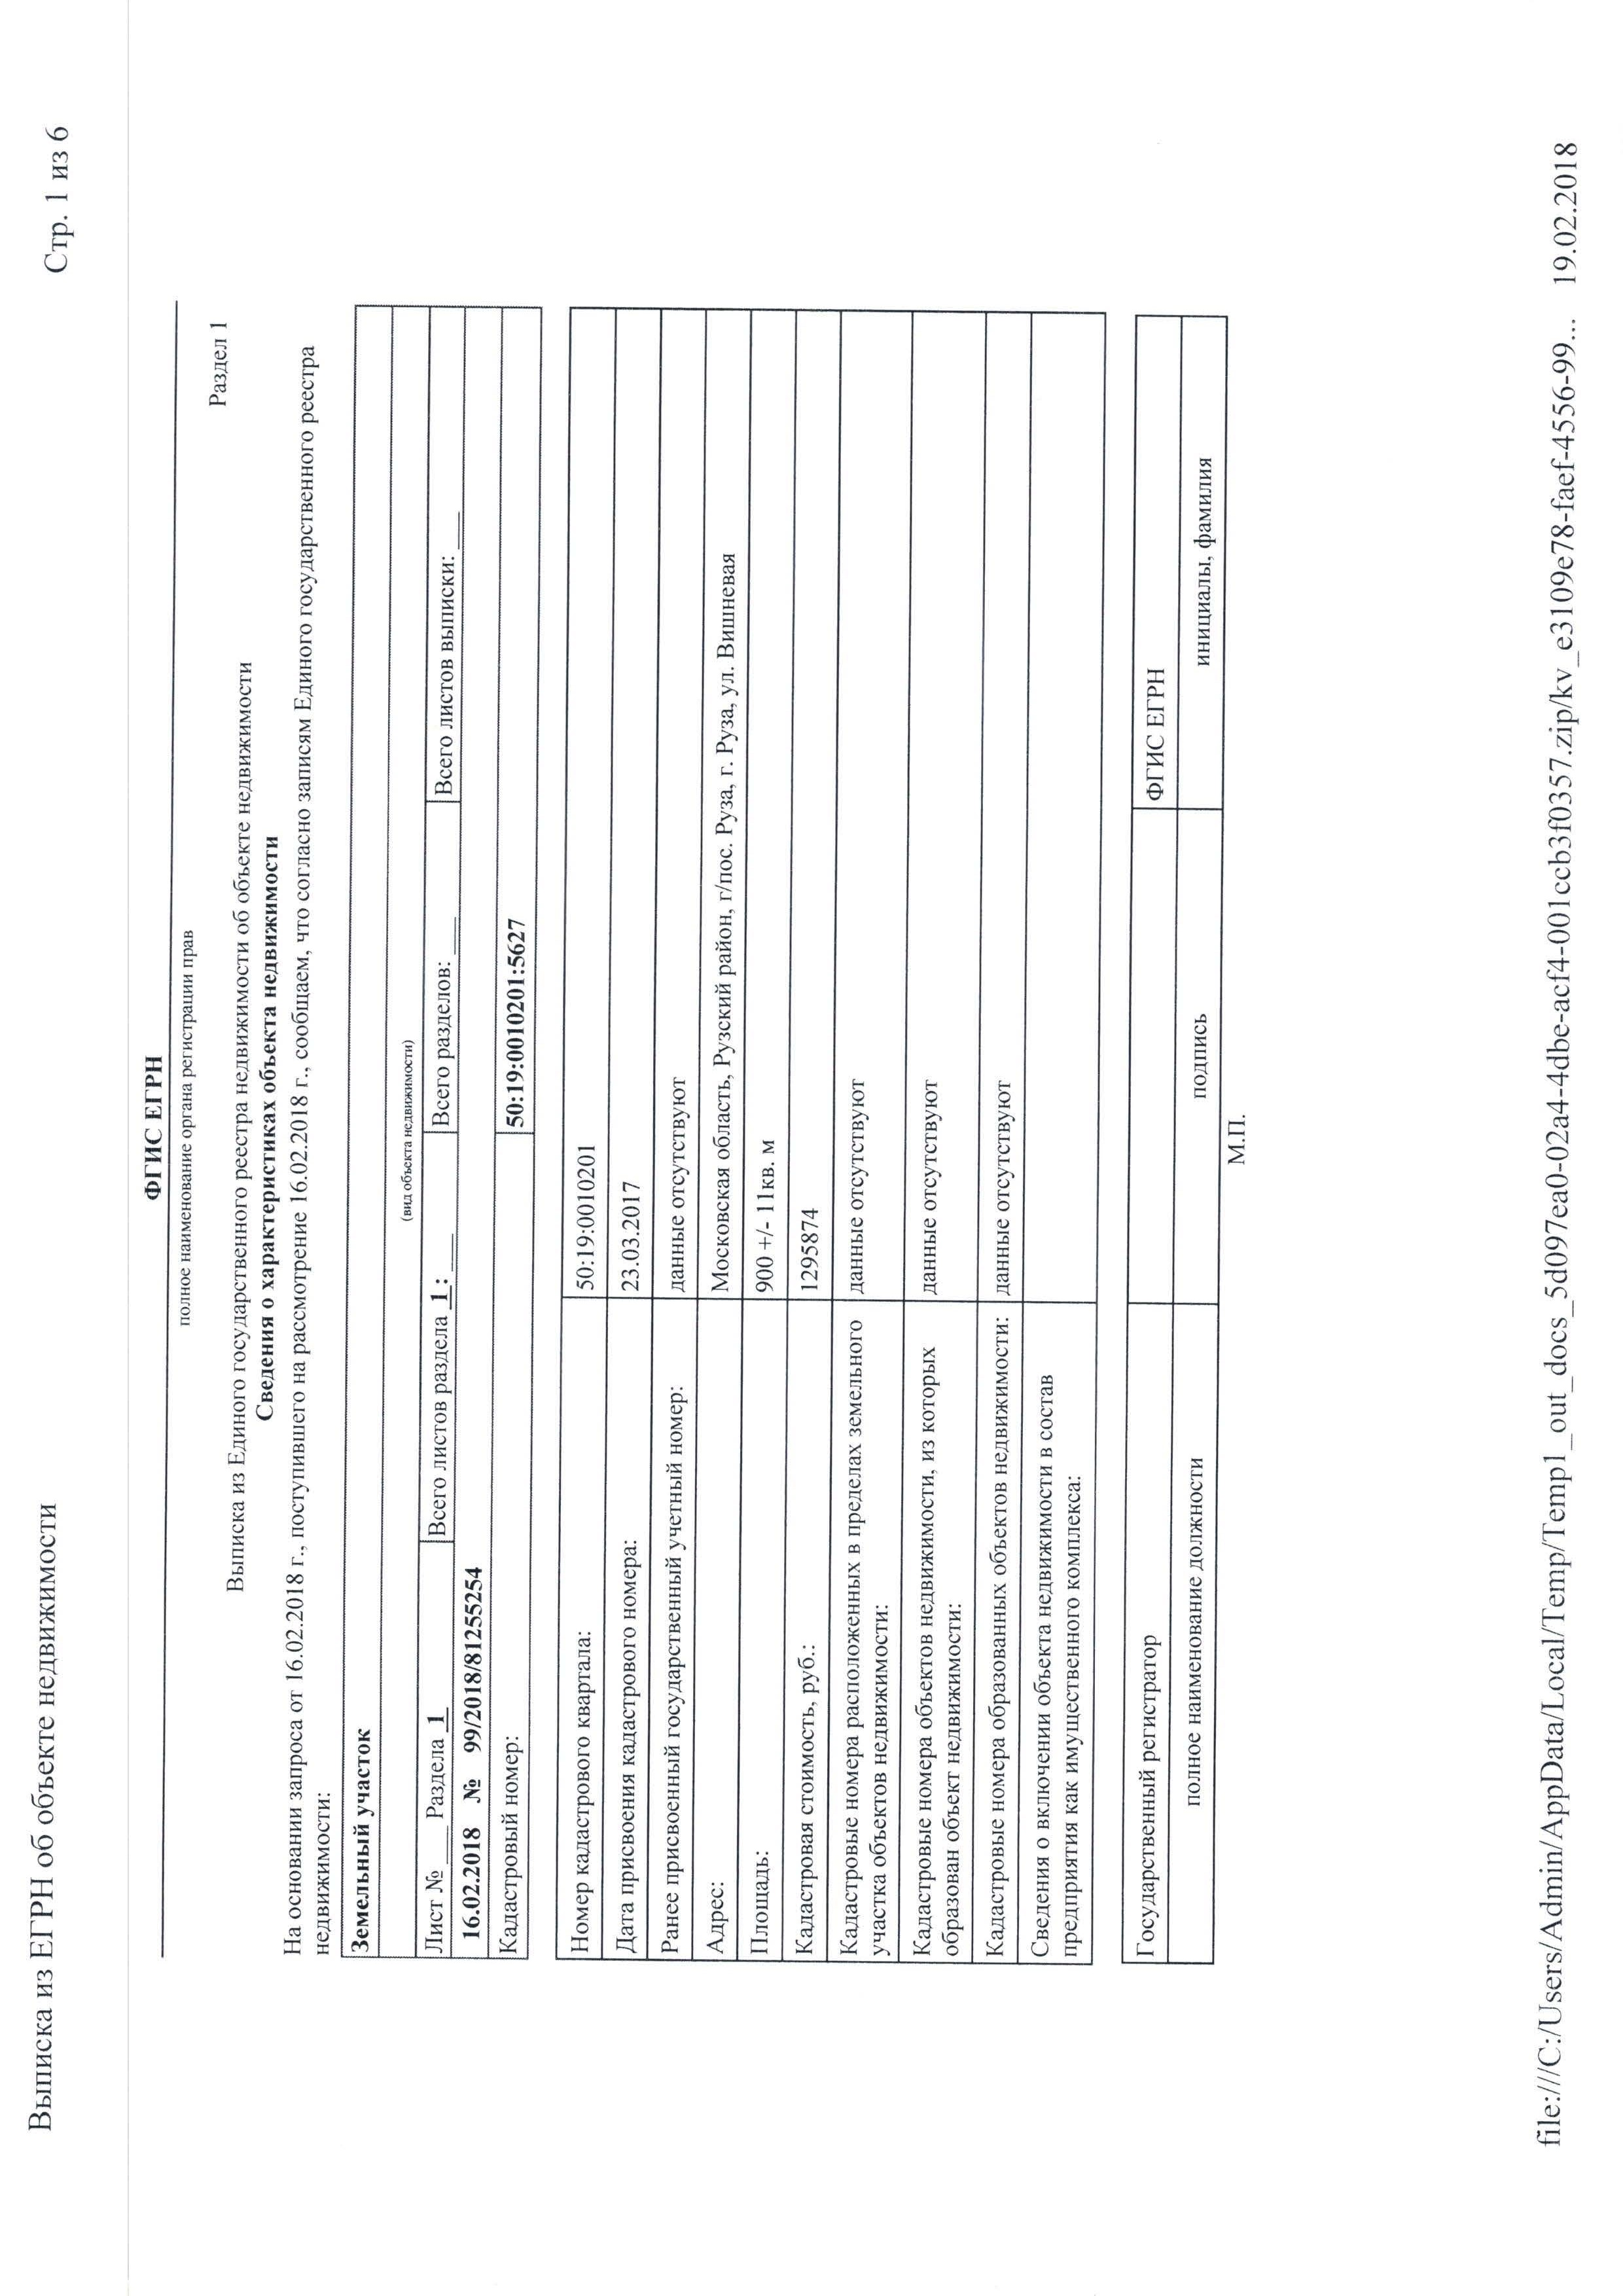 Выписка из ЕГРН об объекте недвижимости
Стр. 1 из 6
ФГИС ЕГРН
полное наименование органа регистрации прав
Раздел 1
Выписка из Единого государственного реестра недвижимости об объекте недвижимости
Сведения о характеристиках объекта недвижимости
На основании запроса от 16.02.2018 г., поступившего на рассмотрение 16.02.2018 г., сообщаем, что согласно записям Единого государственного реестра
недвижимости:
Земельный участок
(вид объекта недвижимости)
Лист № ___ Раздела 1 Всего листов раздела 1 : ___ Всего разделов: ___ Всего листов выписки: ___
16.02.2018 № 99/2018/81255254
Кадастровый номер: 50:19:0010201:5627
Номер кадастрового квартала: 50:19:0010201
Дата присвоения кадастрового номера: 23.03.2017
Ранее присвоенный государственный учетный номер: данные отсутствуют
Адрес: Московская область, Рузский район, г/пос. Руза, г. Руза, ул. Вишневая
Площадь: 900 +/- 11кв. м
Кадастровая стоимость, руб.: 1295874
Кадастровые номера расположенных в пределах земельного
участка объектов недвижимости: данные отсутствуют
Кадастровые номера объектов недвижимости, из которых
образован объект недвижимости: данные отсутствуют
Кадастровые номера образованных объектов недвижимости: данные отсутствуют
Сведения о включении объекта недвижимости в состав
предприятия как имущественного комплекса:
Государственный регистратор ФГИС ЕГРН
полное наименование должности подпись инициалы, фамилия
М.П.
file:///C:/Users/Admin/AppData/Local/Temp/Temp1_out_docs_5d097ea0-02a4-4dbe-acf4-001ccb3f0357.zip/kv_e3109e78-faef-4556-99... 19.02.2018